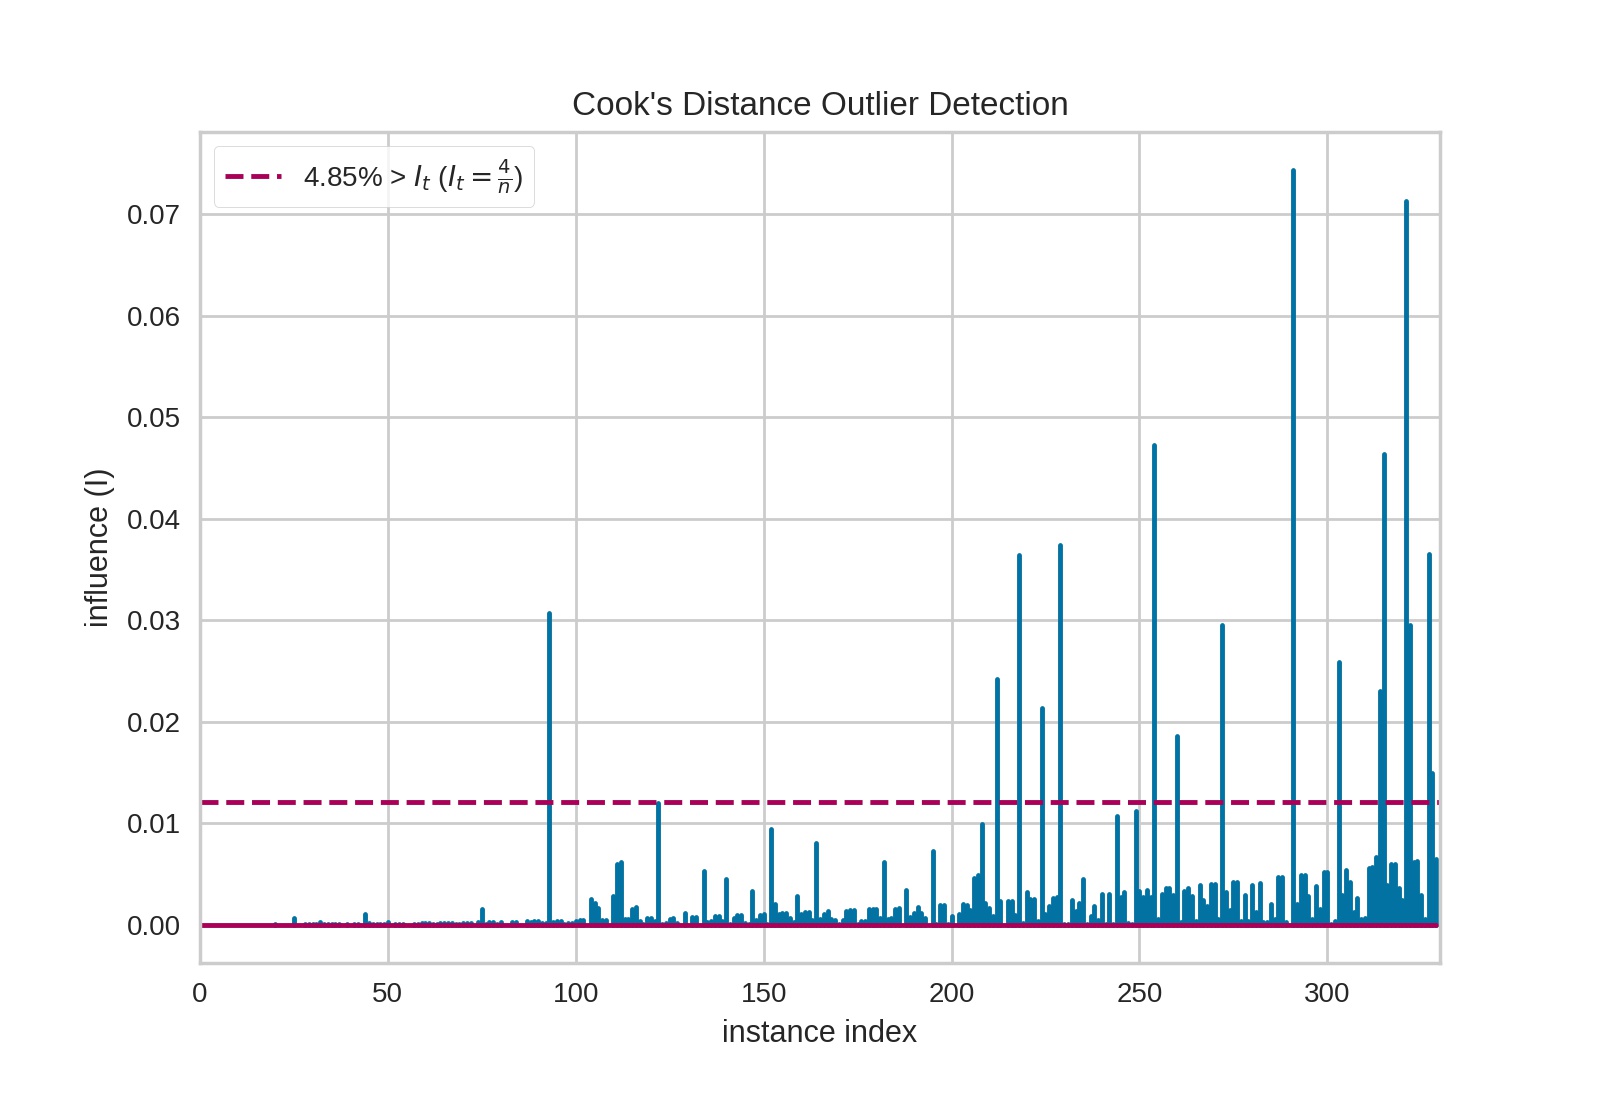 Cook's Distance Outlier Detection
4.85% > I_t (I_t = 4/n)
0.07
0.06
0.05
0.04
0.03
0.02
0.01
0.00
influence (I)
0 50 100 150 200 250 300
instance index